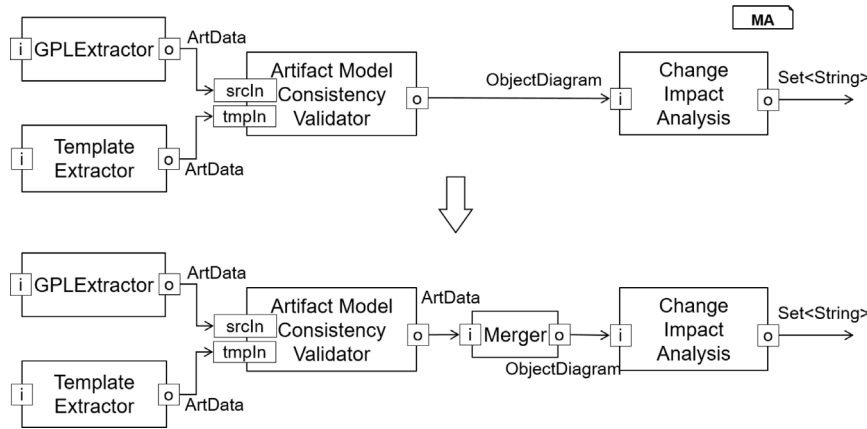 MA
ArtData
i GPLExtractor o
srcIn
tmpIn
Artifact Model
Consistency
Validator
o
ObjectDiagram
i
Change
Impact
Analysis
o
Set<String>
i
Template
Extractor
o
ArtData
ArtData
i GPLExtractor o
srcIn
tmpIn
Artifact Model
Consistency
Validator
o
ArtData
i Merger o
ObjectDiagram
i
Change
Impact
Analysis
o
Set<String>
i
Template
Extractor
o
ArtData